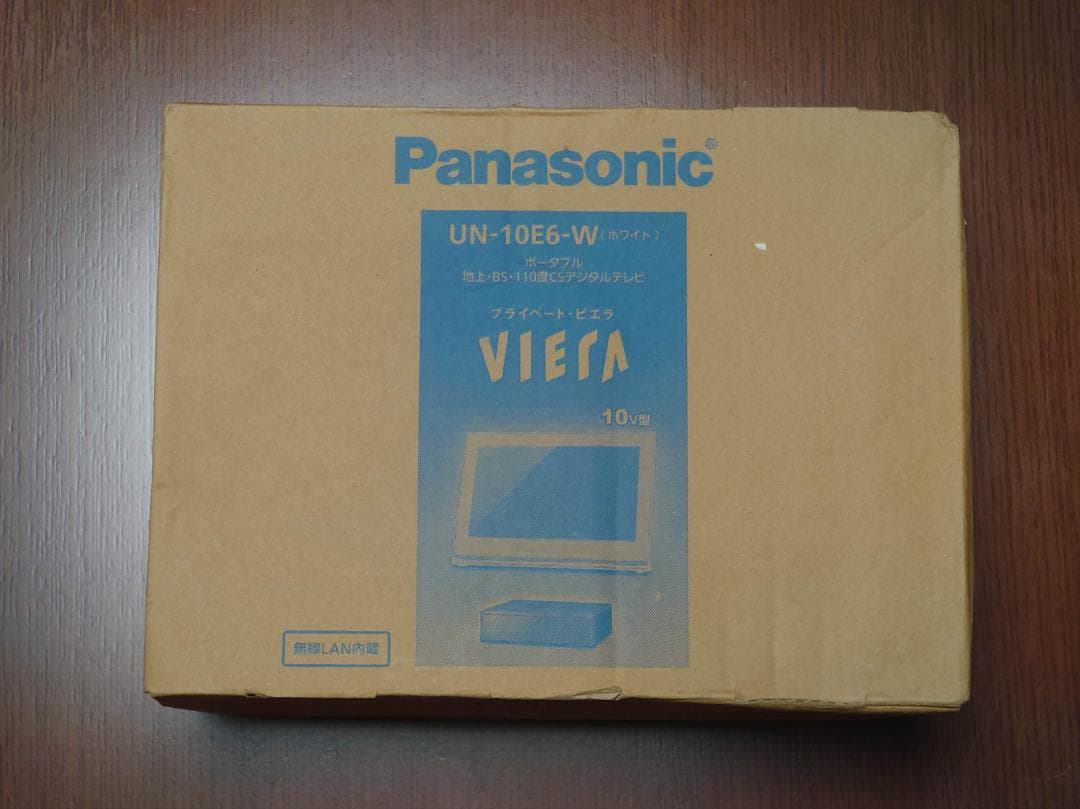 Panasonic®
UN-10E6-W(ホワイト)
ポータブル
地上・BS・110度CSデジタルテレビ
プライベート・ビエラ
VIERA
10V型
無線LAN内蔵